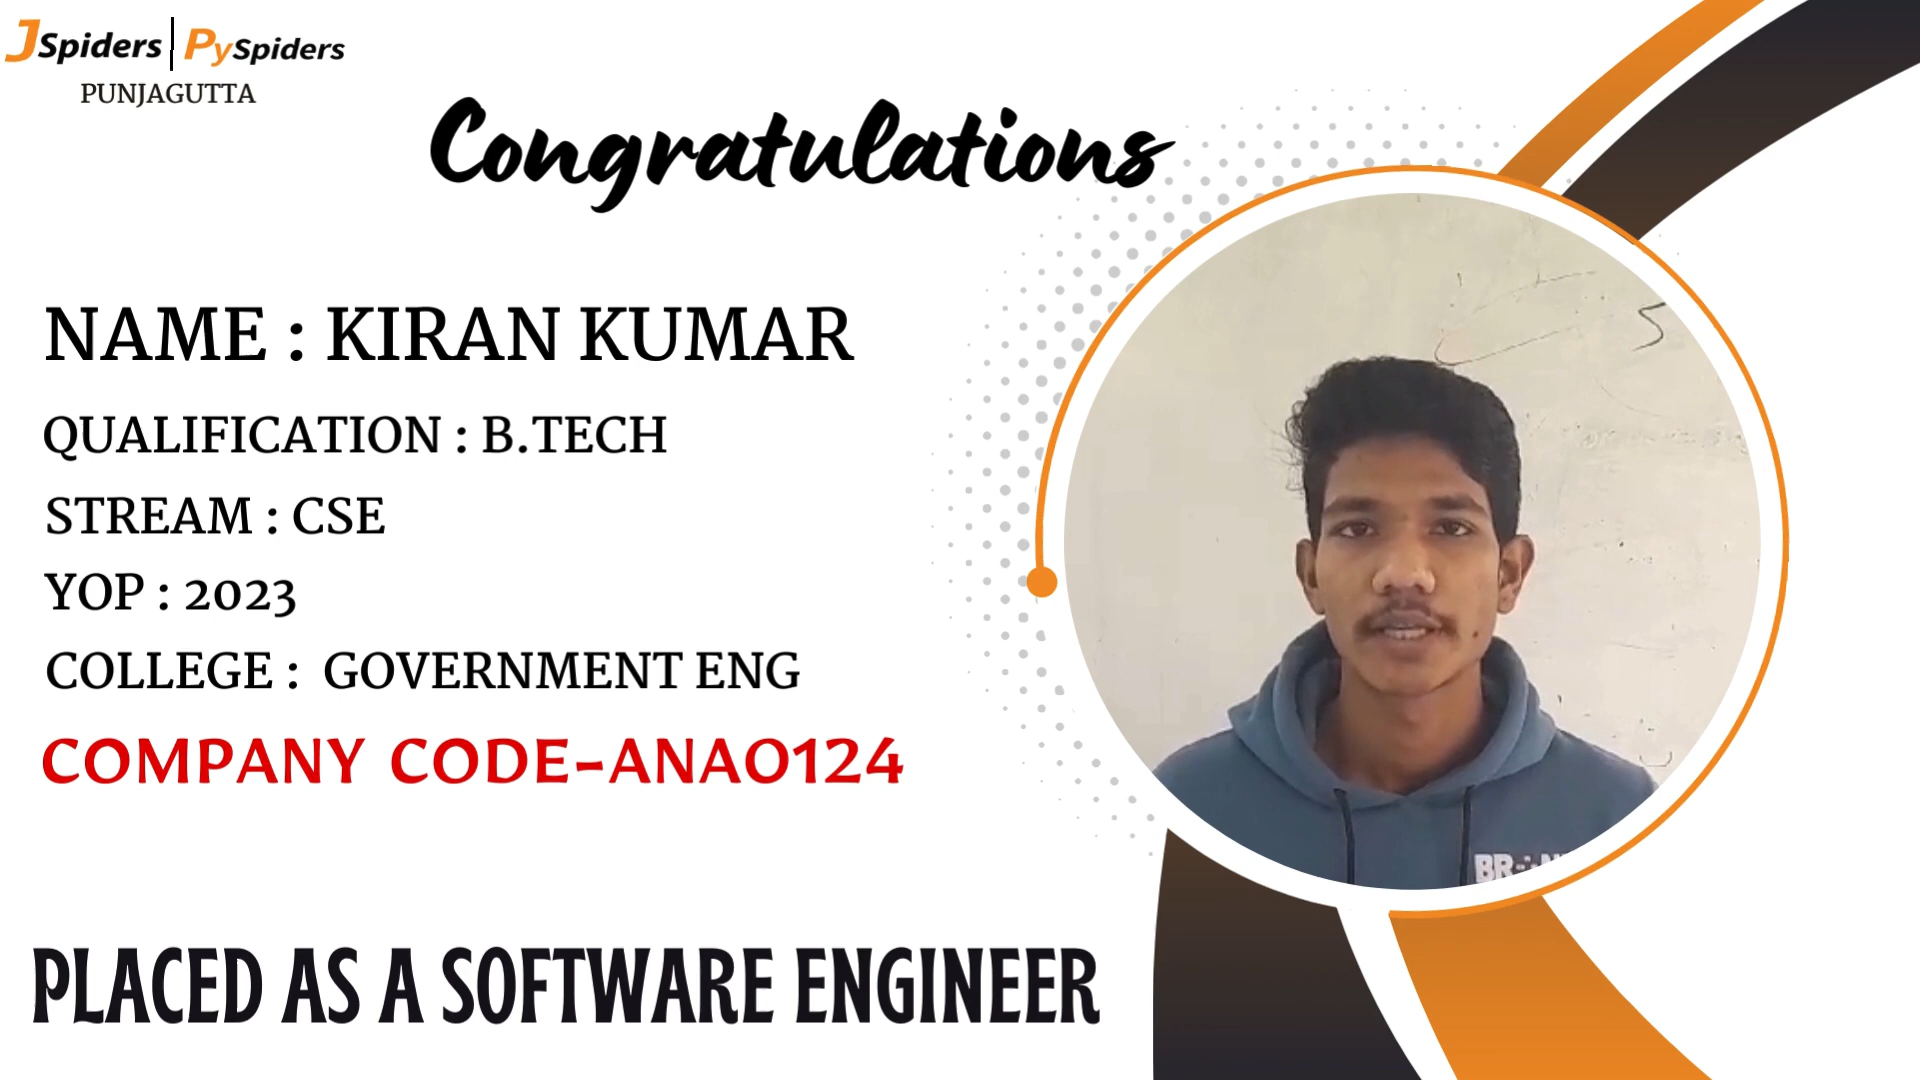 JSpiders | PySpiders
PUNJAGUTTA
Congratulations
NAME : KIRAN KUMAR
QUALIFICATION : B.TECH
STREAM : CSE
YOP : 2023
COLLEGE : GOVERNMENT ENG
COMPANY CODE-ANAO124
PLACED AS A SOFTWARE ENGINEER